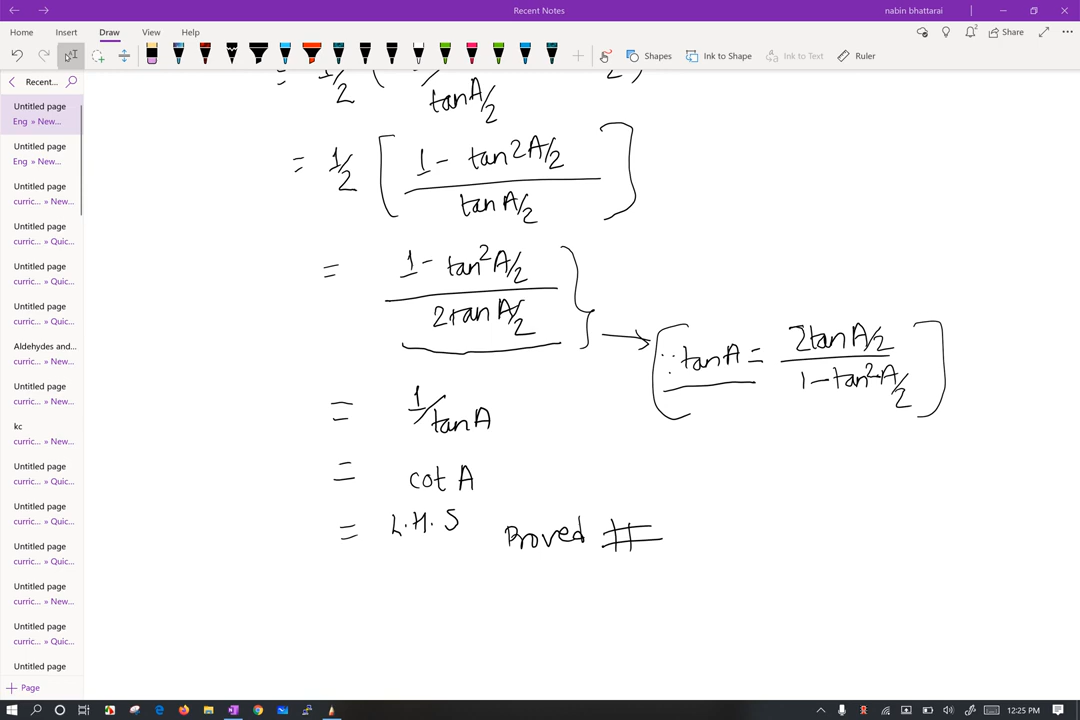 Recent Notes
nabin bhattarai
Home Insert Draw View Help
Share
Shapes Ink to Shape Ink to Text Ruler
Recent...
Untitled page
Eng » New...
Untitled page
Eng » New...
Untitled page
curric... » New...
Untitled page
curric... » Quic...
Untitled page
curric... » Quic...
Untitled page
curric... » Quic...
Aldehydes and...
curric... » New...
Untitled page
curric... » Quic...
kc
curric... » New...
Untitled page
curric... » Quic...
Untitled page
curric... » Quic...
Untitled page
curric... » Quic...
Untitled page
curric... » New...
Untitled page
curric... » Quic...
Untitled page
+ Page
tanA/2
= 1/2 [ 1 - tan2A/2
tanA/2 ]
= 1 - tan²A/2
2tanA/2 } → [ ∵ tanA = 2tanA/2
1 - tan²A/2 ]
= 1/tanA
= cot A
= L.H.S Proved #
12:25 PM